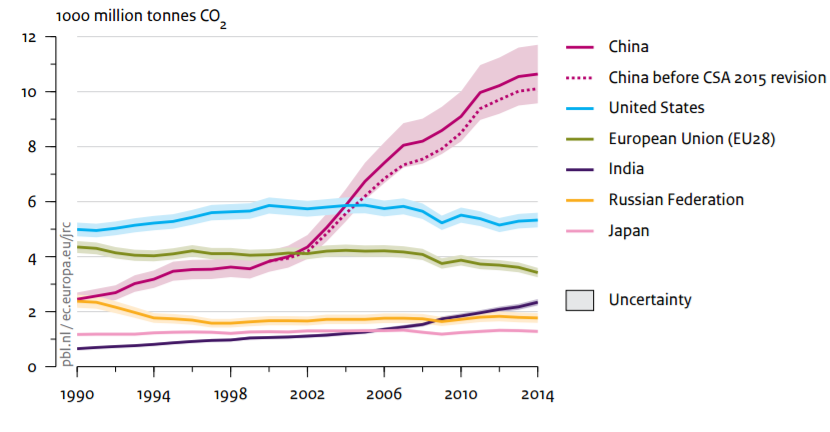 1000 million tonnes CO2
12
10
8
6
4
2
0
1990
1994
1998
2002
2006
2010
2014
pbl.nl / ec.europa.eu/jrc
China
China before CSA 2015 revision
United States
European Union (EU28)
India
Russian Federation
Japan
Uncertainty